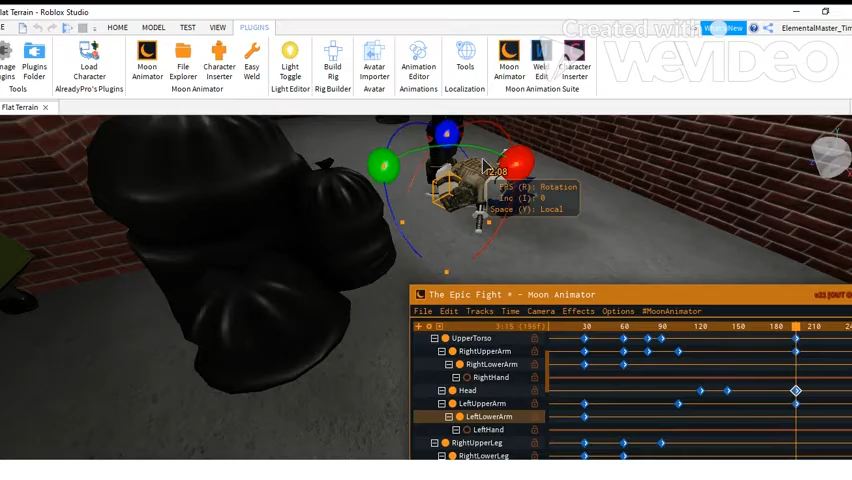 Flat Terrain - Roblox Studio
Created with
WEVIDEO
HOME MODEL TEST VIEW PLUGINS
What's New
ElementalMaster_Tim
Plugins
Plugins Folder
Load Character
Moon Animator
File Explorer
Character Inserter
Easy Weld
Light Toggle
Build Rig
Avatar Importer
Animation Editor
Tools
Moon Animator
Character Inserter
Tools
AlreadyPro's Plugins
Moon Animator
Light Editor
Rig Builder
Avatar
Animations
Localization
Moon Animation Suite
Flat Terrain ×
(R): Rotation
Inc (I): 0
Space (Y): Local
The Epic Fight * - Moon Animator
File Edit Tracks Time Camera Effects Options #MoonAnimator
30 60 90 120 150 180 210
UpperTorso
RightUpperArm
RightLowerArm
RightHand
Head
LeftUpperArm
LeftLowerArm
LeftHand
RightUpperLeg
RightLowerLeg